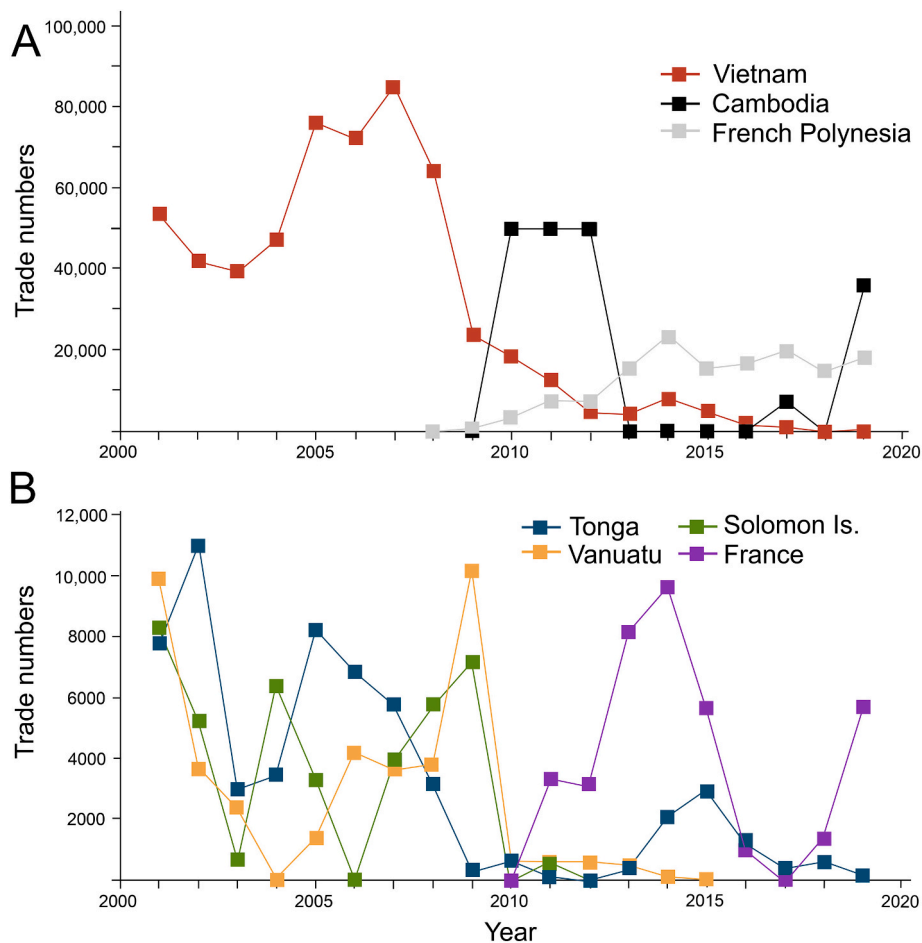 A
100,000
80,000
60,000
40,000
20,000
Trade numbers
Vietnam
Cambodia
French Polynesia
2000 2005 2010 2015 2020
B
12,000
10,000
8000
6000
4000
2000
Trade numbers
Tonga Solomon Is.
Vanuatu France
2000 2005 2010 2015 2020
Year